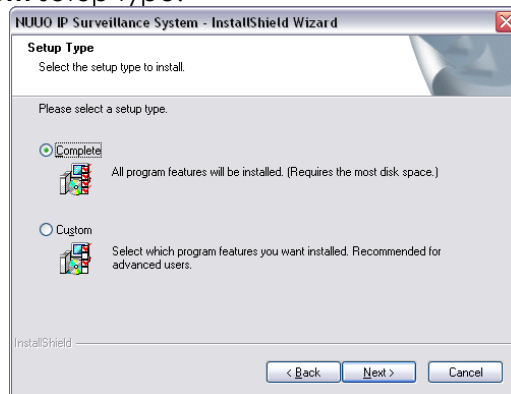 setup type.
NUUO IP Surveillance System - InstallShield Wizard
Setup Type
Select the setup type to install.
Please select a setup type.
Complete
All program features will be installed. (Requires the most disk space.)
Custom
Select which program features you want installed. Recommended for
advanced users.
InstallShield
< Back
Next >
Cancel